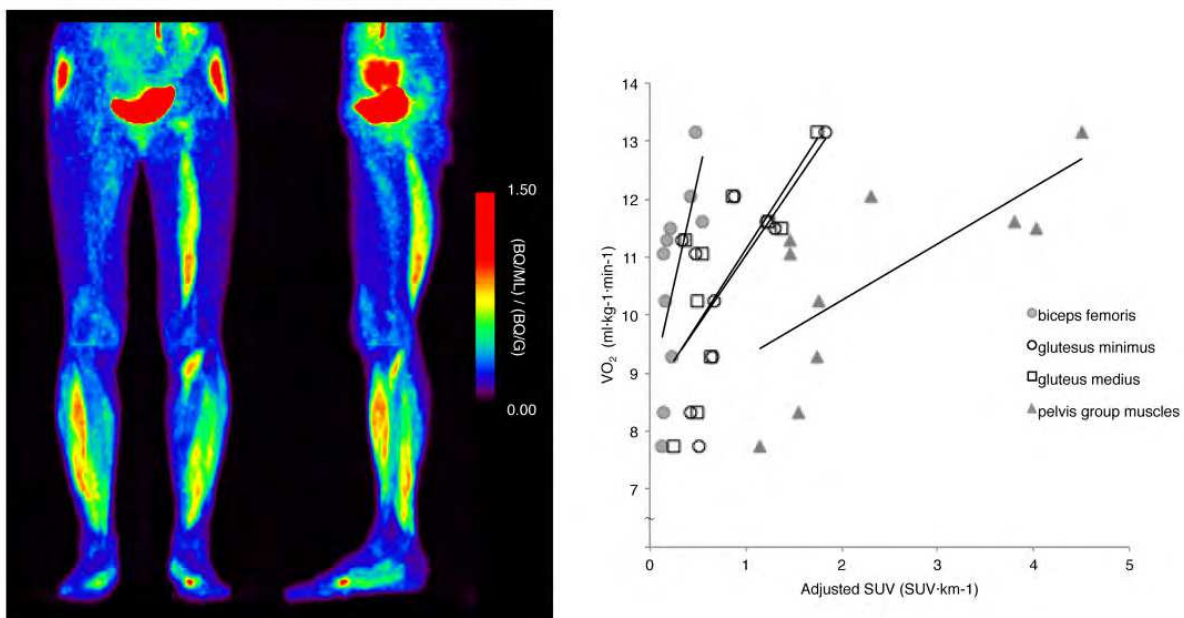 1.50
(BQ/ML) / (BQ/G)
0.00
14
13
12
11
10
9
8
7
~
VO2 (ml·kg-1·min-1)
0 1 2 3 4 5
Adjusted SUV (SUV·km-1)
biceps femoris
glutesus minimus
gluteus medius
pelvis group muscles